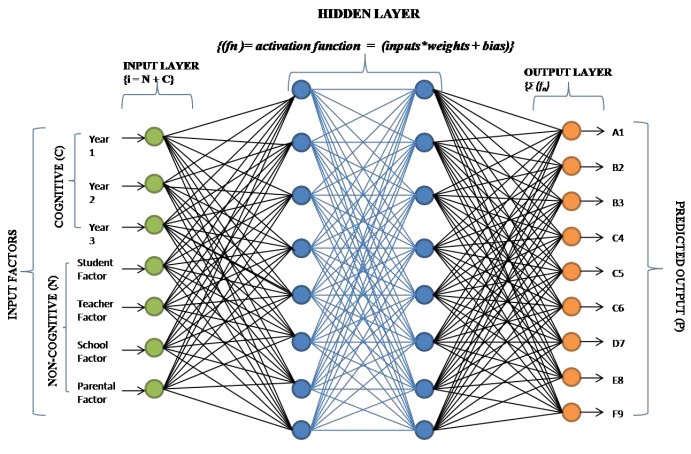 HIDDEN LAYER
{(fn)= activation function = (inputs*weights + bias)}
INPUT LAYER
{i = N + C}
OUTPUT LAYER
{Σ (fn)
INPUT FACTORS
COGNITIVE (C)
Year
1
Year
2
Year
3
NON-COGNITIVE (N)
Student
Factor
Teacher
Factor
School
Factor
Parental
Factor
A1
B2
B3
C4
C5
C6
D7
E8
F9
PREDICTED OUTPUT (P)